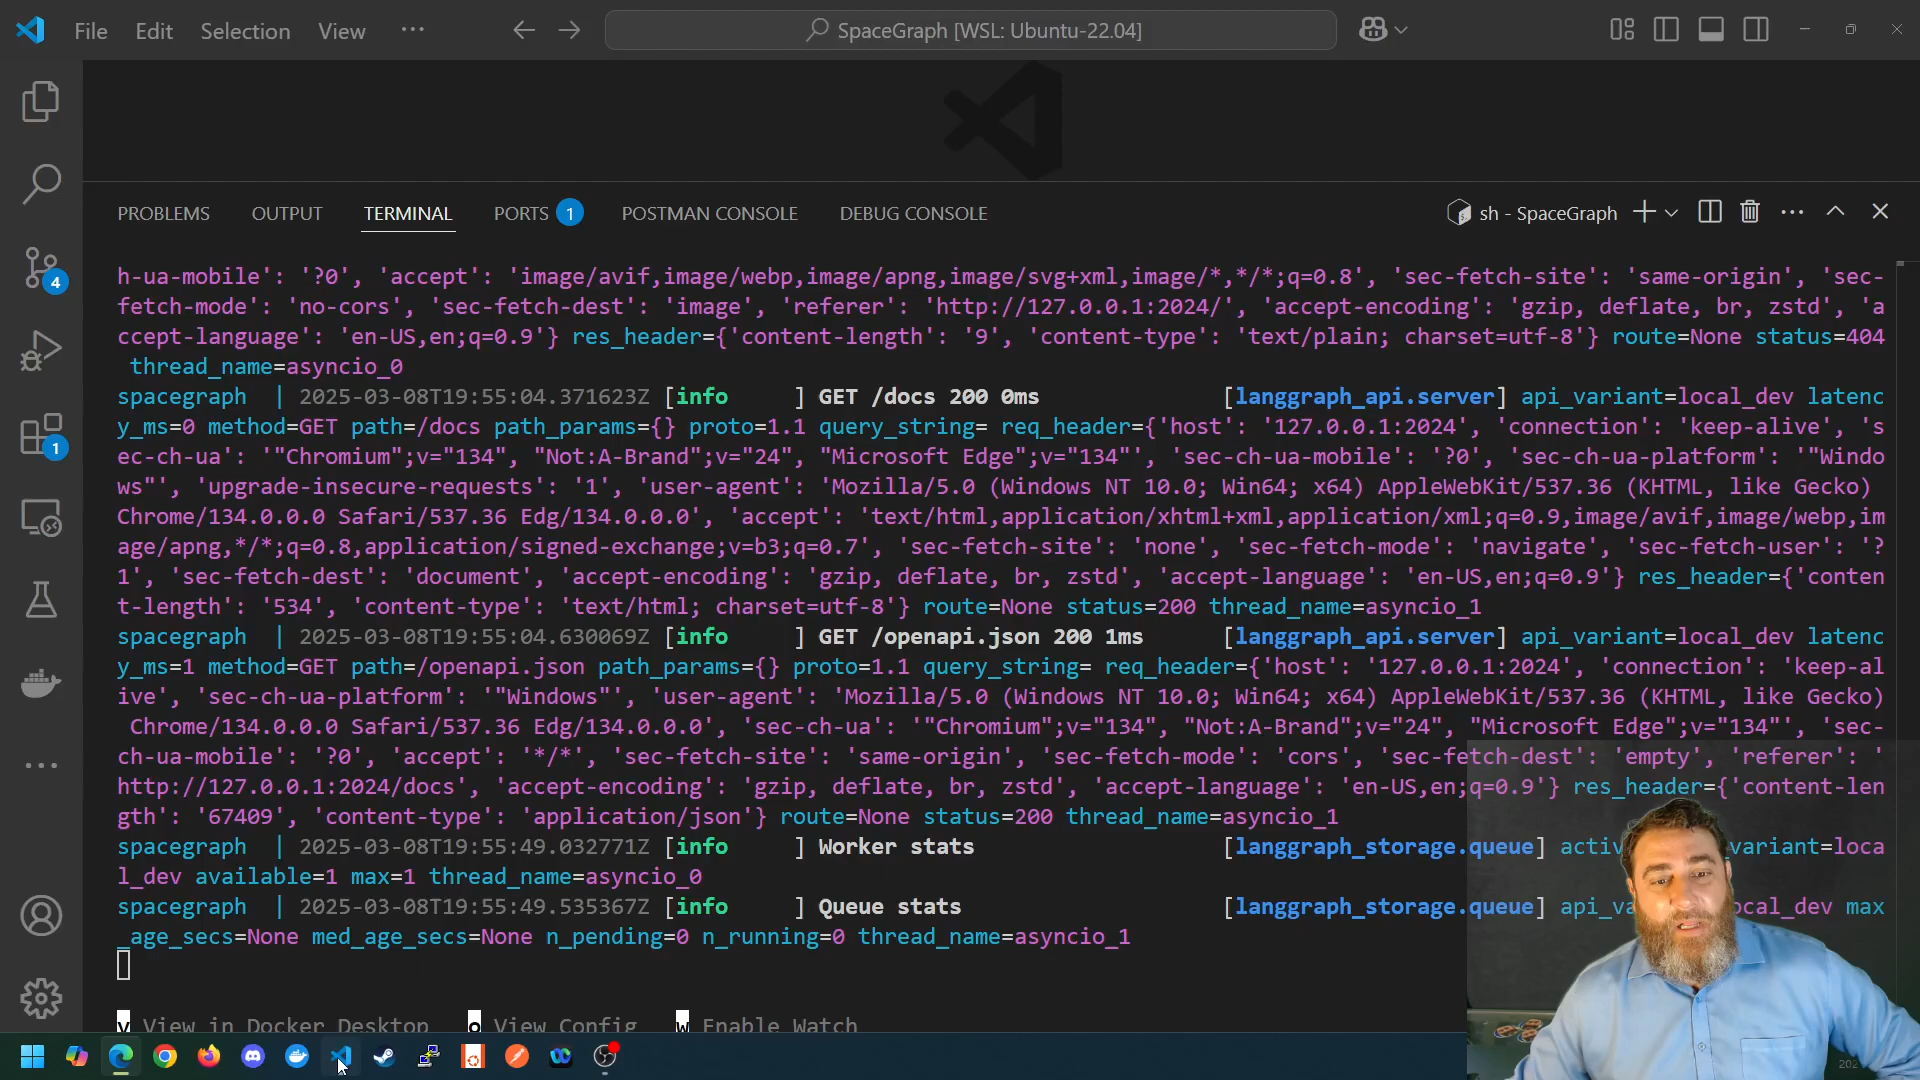 File Edit Selection View ··· SpaceGraph [WSL: Ubuntu-22.04]
PROBLEMS OUTPUT TERMINAL PORTS 1 POSTMAN CONSOLE DEBUG CONSOLE sh - SpaceGraph
4
1
h-ua-mobile': '?0', 'accept': 'image/avif,image/webp,image/apng,image/svg+xml,image/*,*/*;q=0.8', 'sec-fetch-site': 'same-origin', 'sec-
fetch-mode': 'no-cors', 'sec-fetch-dest': 'image', 'referer': 'http://127.0.0.1:2024/', 'accept-encoding': 'gzip, deflate, br, zstd', 'a
ccept-language': 'en-US,en;q=0.9'} res_header={'content-length': '9', 'content-type': 'text/plain; charset=utf-8'} route=None status=404
thread_name=asyncio_0
spacegraph | 2025-03-08T19:55:04.371623Z [info ] GET /docs 200 0ms [langgraph_api.server] api_variant=local_dev latenc
y_ms=0 method=GET path=/docs path_params={} proto=1.1 query_string= req_header={'host': '127.0.0.1:2024', 'connection': 'keep-alive', 's
ec-ch-ua': '"Chromium";v="134", "Not:A-Brand";v="24", "Microsoft Edge";v="134"', 'sec-ch-ua-mobile': '?0', 'sec-ch-ua-platform': '"Windo
ws"', 'upgrade-insecure-requests': '1', 'user-agent': 'Mozilla/5.0 (Windows NT 10.0; Win64; x64) AppleWebKit/537.36 (KHTML, like Gecko)
Chrome/134.0.0.0 Safari/537.36 Edg/134.0.0.0', 'accept': 'text/html,application/xhtml+xml,application/xml;q=0.9,image/avif,image/webp,im
age/apng,*/*;q=0.8,application/signed-exchange;v=b3;q=0.7', 'sec-fetch-site': 'none', 'sec-fetch-mode': 'navigate', 'sec-fetch-user': '?
1', 'sec-fetch-dest': 'document', 'accept-encoding': 'gzip, deflate, br, zstd', 'accept-language': 'en-US,en;q=0.9'} res_header={'conten
t-length': '534', 'content-type': 'text/html; charset=utf-8'} route=None status=200 thread_name=asyncio_1
spacegraph | 2025-03-08T19:55:04.630069Z [info ] GET /openapi.json 200 1ms [langgraph_api.server] api_variant=local_dev latenc
y_ms=1 method=GET path=/openapi.json path_params={} proto=1.1 query_string= req_header={'host': '127.0.0.1:2024', 'connection': 'keep-al
ive', 'sec-ch-ua-platform': '"Windows"', 'user-agent': 'Mozilla/5.0 (Windows NT 10.0; Win64; x64) AppleWebKit/537.36 (KHTML, like Gecko)
Chrome/134.0.0.0 Safari/537.36 Edg/134.0.0.0', 'sec-ch-ua': '"Chromium";v="134", "Not:A-Brand";v="24", "Microsoft Edge";v="134"', 'sec-
ch-ua-mobile': '?0', 'accept': '*/*', 'sec-fetch-site': 'same-origin', 'sec-fetch-mode': 'cors', 'sec-fetch-dest': 'empty', 'referer': '
http://127.0.0.1:2024/docs', 'accept-encoding': 'gzip, deflate, br, zstd', 'accept-language': 'en-US,en;q=0.9'} res_header={'content-len
gth': '67409', 'content-type': 'application/json'} route=None status=200 thread_name=asyncio_1
spacegraph | 2025-03-08T19:55:49.032771Z [info ] Worker stats [langgraph_storage.queue] activ variant=loca
l_dev available=1 max=1 thread_name=asyncio_0
spacegraph | 2025-03-08T19:55:49.535367Z [info ] Queue stats [langgraph_storage.queue] api_va ocal_dev max
_age_secs=None med_age_secs=None n_pending=0 n_running=0 thread_name=asyncio_1
v View in Docker Desktop o View Config w Enable Watch